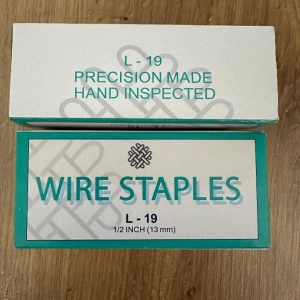 L - 19
PRECISION MADE
HAND INSPECTED
WIRE STAPLES
L - 19
1/2 INCH (13 mm)